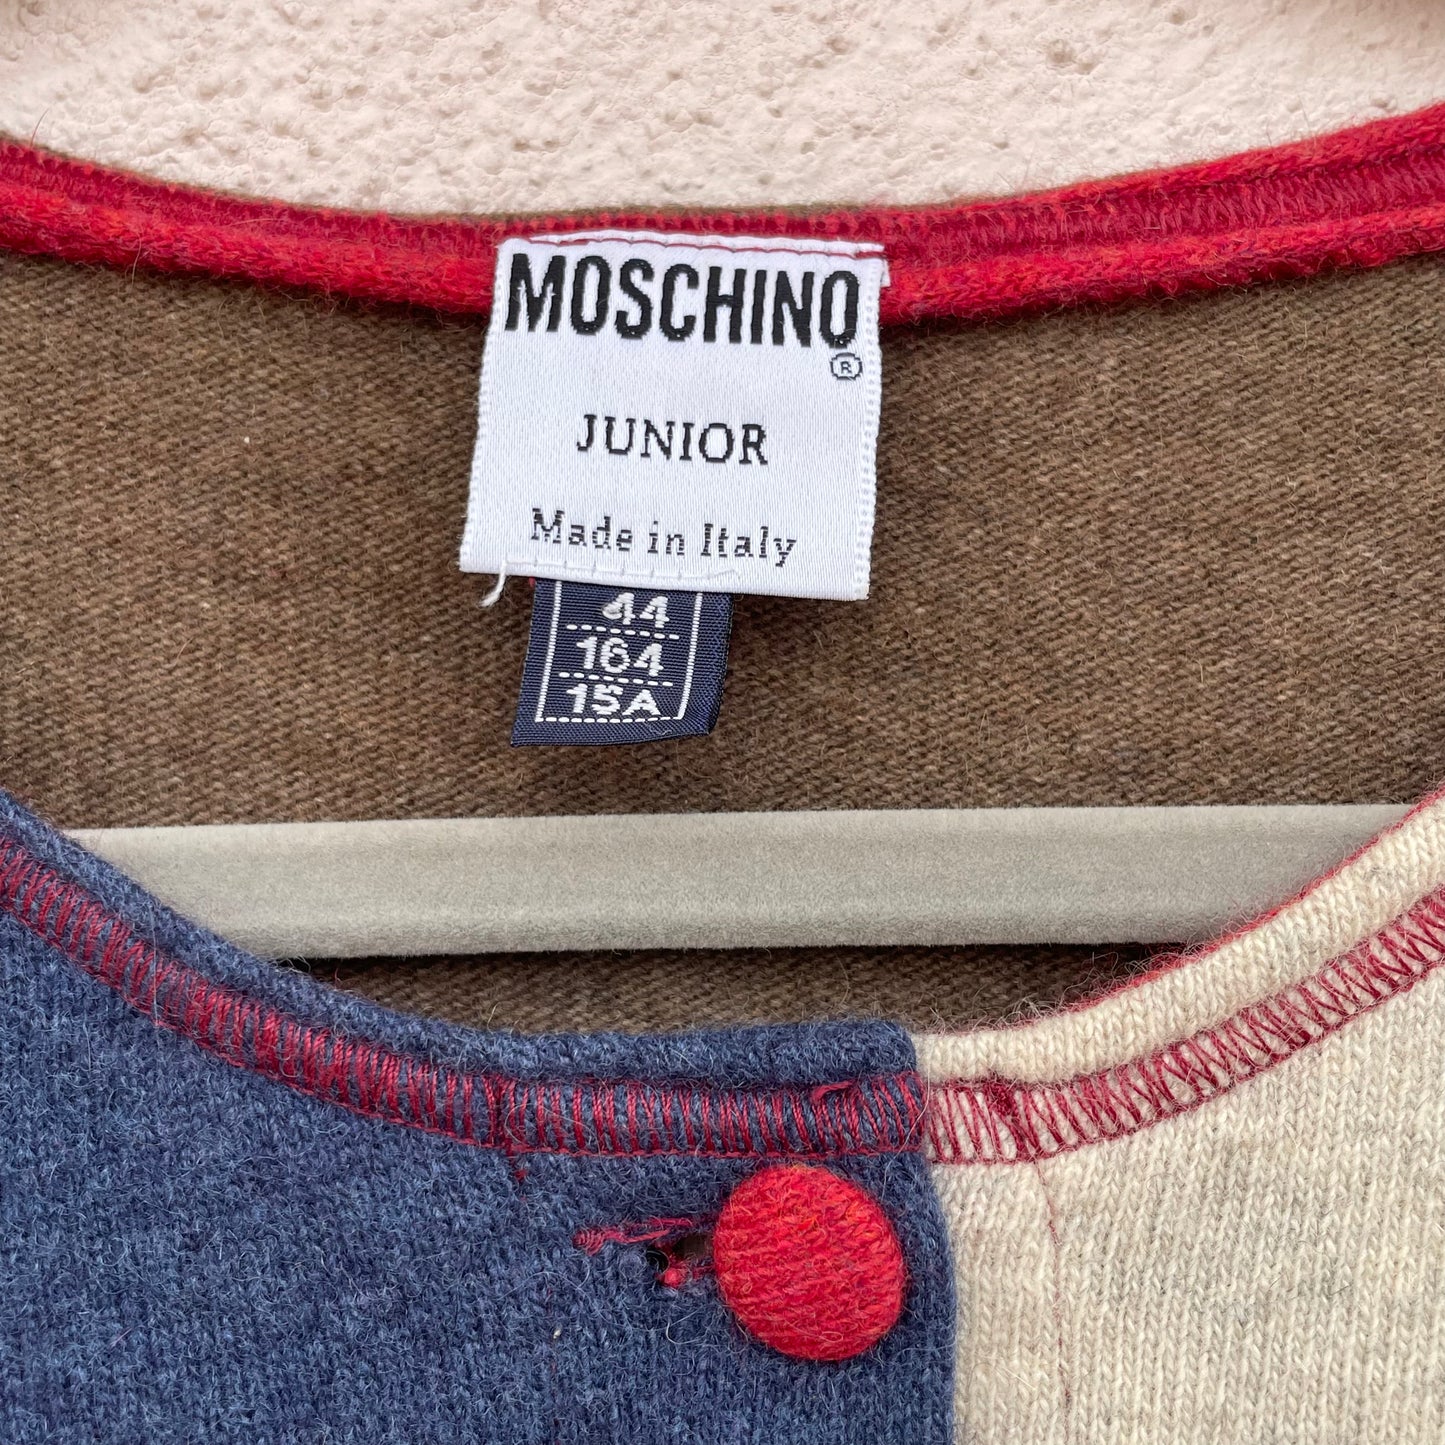 MOSCHINO
®
JUNIOR
Made in Italy
44
164
15A